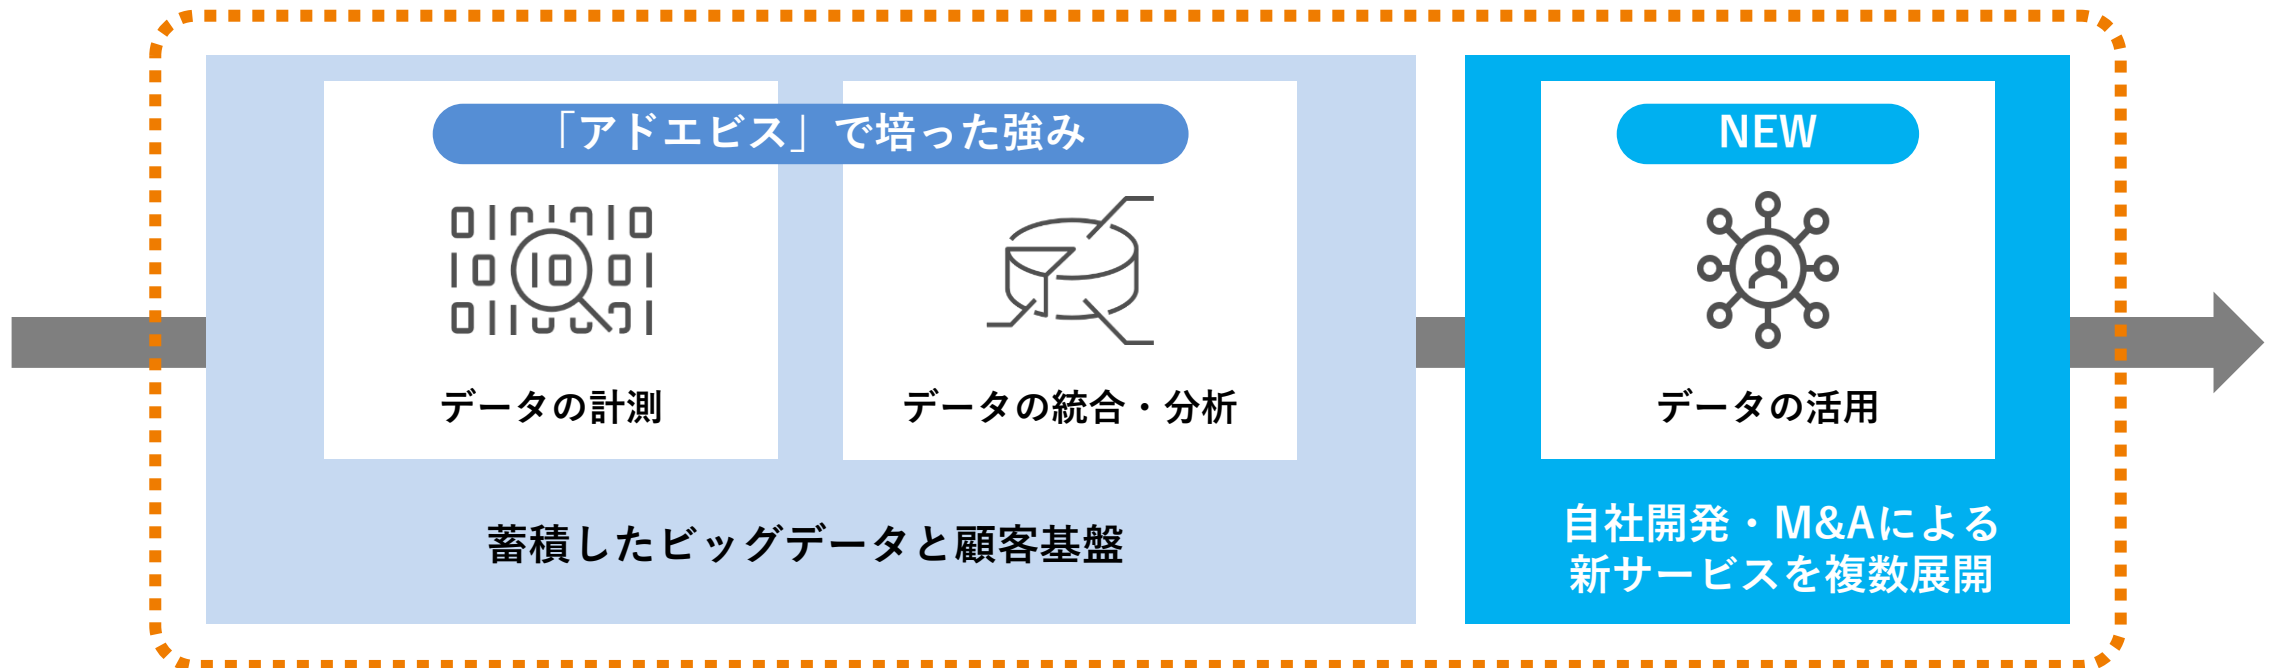 「アドエビス」で培った強み
データの計測
データの統合・分析
蓄積したビッグデータと顧客基盤
NEW
データの活用
自社開発・M&Aによる
新サービスを複数展開